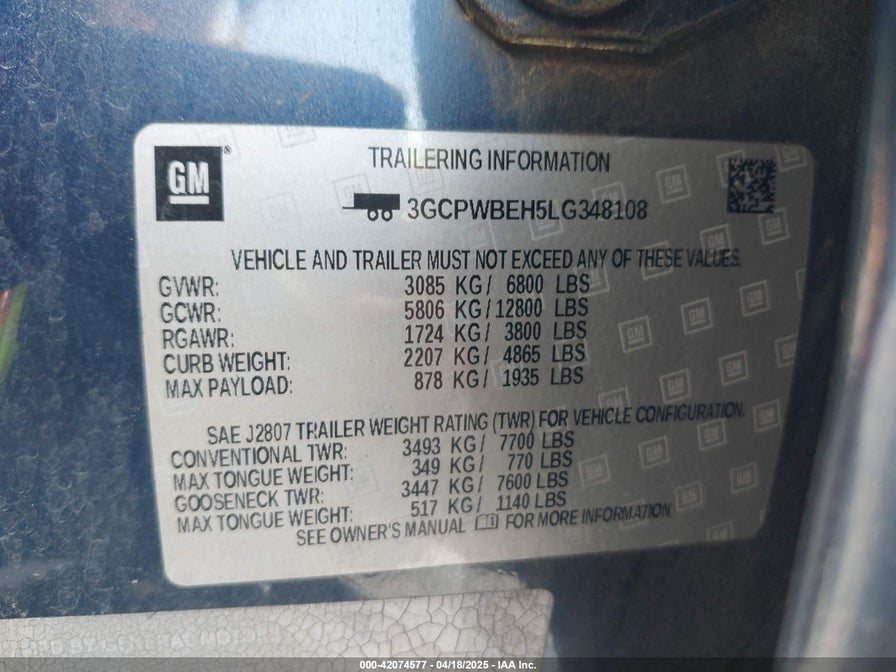 GM®
TRAILERING INFORMATION
3GCPWBEH5LG348108
VEHICLE AND TRAILER MUST NOT EXCEED ANY OF THESE VALUES.
GVWR: 3085 KG/ 6800 LBS
GCWR: 5806 KG/12800 LBS
RGAWR: 1724 KG/ 3800 LBS
CURB WEIGHT: 2207 KG/ 4865 LBS
MAX PAYLOAD: 878 KG/ 1935 LBS
SAE J2807 TRAILER WEIGHT RATING (TWR) FOR VEHICLE CONFIGURATION.
CONVENTIONAL TWR: 3493 KG/ 7700 LBS
MAX TONGUE WEIGHT: 349 KG/ 770 LBS
GOOSENECK TWR: 3447 KG/ 7600 LBS
MAX TONGUE WEIGHT: 517 KG/ 1140 LBS
SEE OWNER'S MANUAL FOR MORE INFORMATION
BY GENERAL
000-42074577 - 04/18/2025 - IAA Inc.